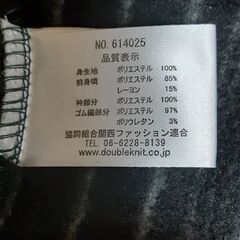 NO.614025
品質表示
身生地 ポリエステル 100%
前身頃 ポリエステル 85%
レーヨン 15%
衿部分 ポリエステル 100%
ゴム編部分 ポリエステル 97%
ポリウレタン 3%
協同組合関西ファッション連合
TEL.06-6228-8139
www.doubleknit.co.jp/